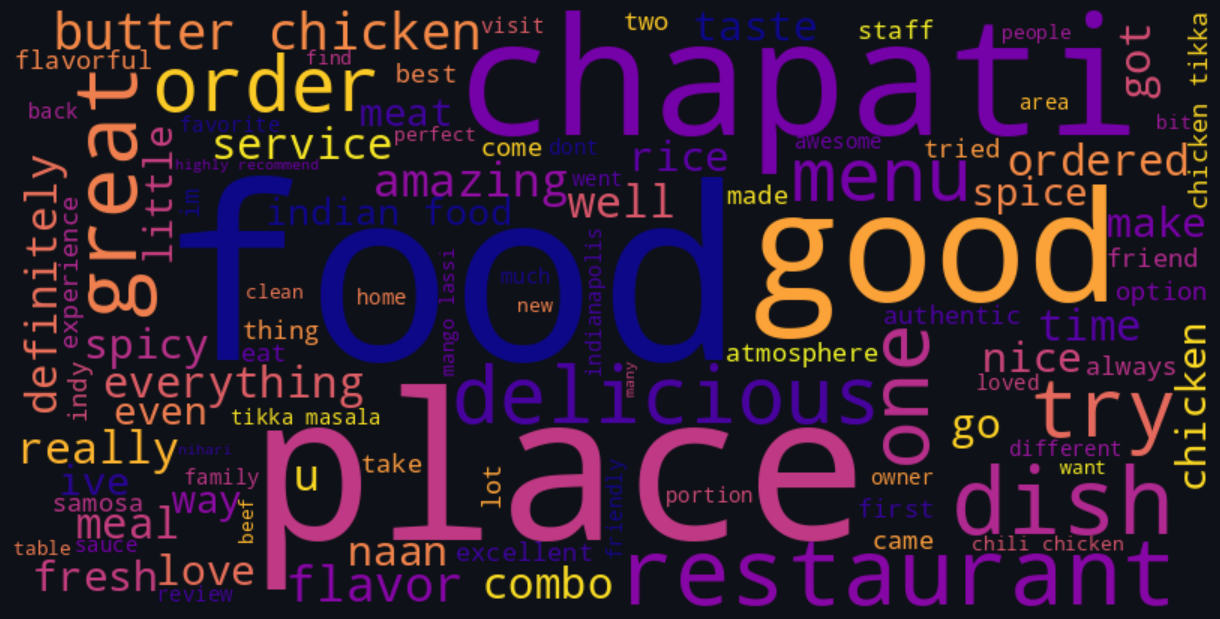 butter chicken
visit
two
taste
staff
people
chapati
got
chicken tikka
flavorful
find
order
best
great
meat
area
back
favorite
service
perfect
come
dont
awesome
bit
little
highly recommend
rice
tried
ordered
definitely
amazing
went
well
menu
made
spice
im
indian food
food
good
make
experience
mango lassi
indianapolis
much
friend
clean
home
new
option
thing
authentic
time
spicy
eat
atmosphere
one
nice
always
indy
everything
many
delicious
loved
try
chicken
even
tikka masala
go
really
nihari
place
different
want
ive
family
u
take
lot
portion
owner
dish
samosa
way
beef
friendly
first
meal
table
sauce
naan
excellent
came
chili chicken
fresh
love
review
flavor
combo
restaurant